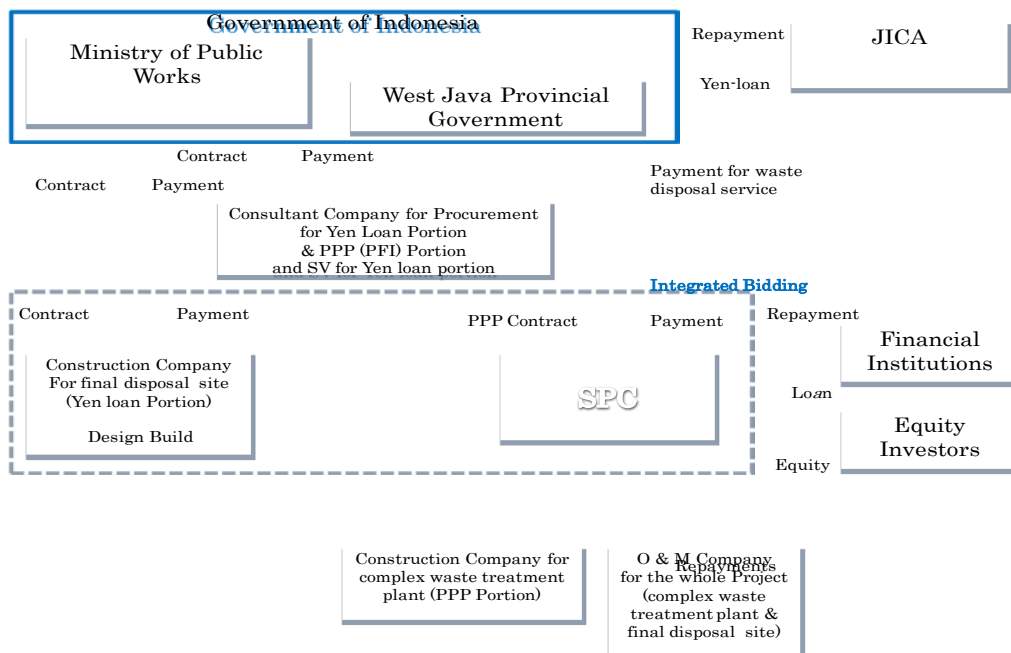 Government of Indonesia
Ministry of Public
Works
West Java Provincial
Government
Repayment
JICA
Yen-loan
Contract
Payment
Contract
Payment
Payment for waste
disposal service
Consultant Company for Procurement
for Yen Loan Portion
& PPP (PFI) Portion
and SV for Yen loan portion
Integrated Bidding
Contract
Payment
PPP Contract
Payment
Repayment
Construction Company
For final disposal site
(Yen loan Portion)
Design Build
SPC
Financial
Institutions
Loan
Equity
Investors
Equity
Construction Company for
complex waste treatment
plant (PPP Portion)
O & M Company
Repayments
for the whole Project
(complex waste
treatment plant &
final disposal site)